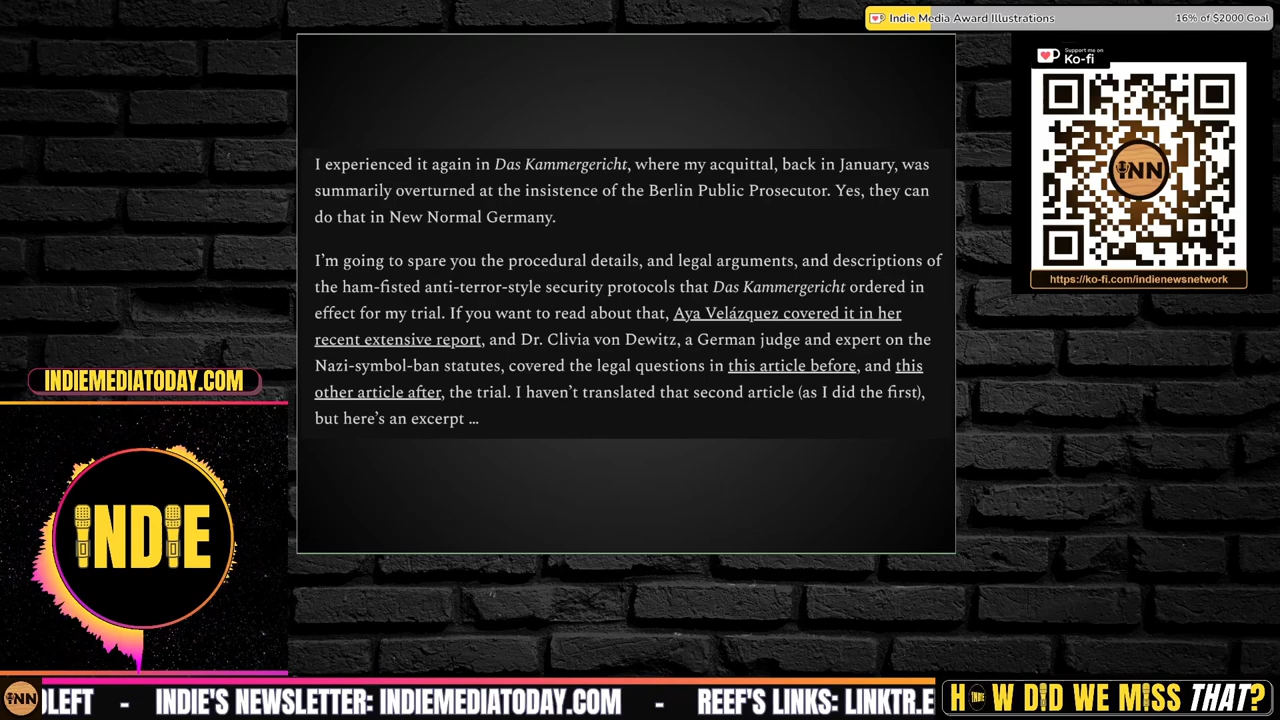 Indie Media Award Illustrations
16% of $2000 Goal
Support me on
Ko-fi
iNN
https://ko-fi.com/indienewsnetwork
I experienced it again in Das Kammergericht, where my acquittal, back in January, was
summarily overturned at the insistence of the Berlin Public Prosecutor. Yes, they can
do that in New Normal Germany.
I’m going to spare you the procedural details, and legal arguments, and descriptions of
the ham-fisted anti-terror-style security protocols that Das Kammergericht ordered in
effect for my trial. If you want to read about that, Aya Velázquez covered it in her
recent extensive report, and Dr. Clivia von Dewitz, a German judge and expert on the
Nazi-symbol-ban statutes, covered the legal questions in this article before, and this
other article after, the trial. I haven’t translated that second article (as I did the first),
but here’s an excerpt ...
INDIEMEDIATODAY.COM
INDIE
iNN
OLEFT - INDIE'S NEWSLETTER: INDIEMEDIATODAY.COM - REEF'S LINKS: LINKTR.E
HOW DID WE MISS THAT?